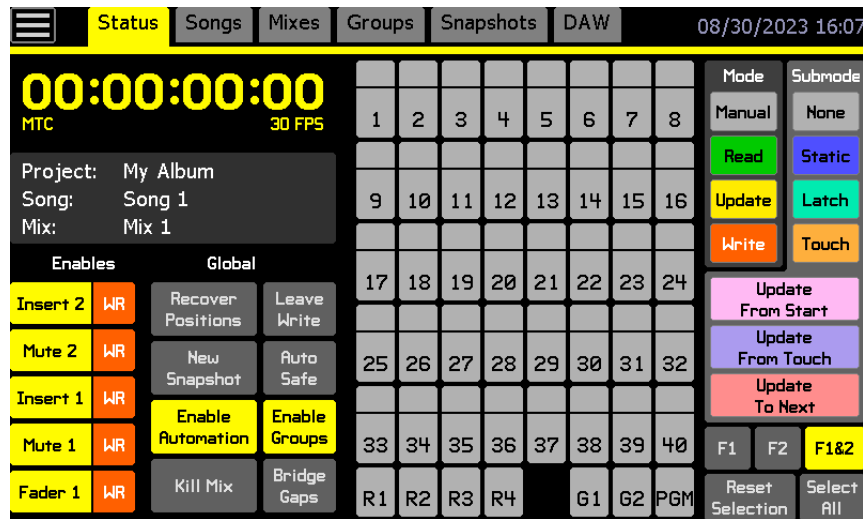 Status Songs Mixes Groups Snapshots DAW 08/30/2023 16:07
00:00:00:00
MTC 30 FPS
Project: My Album
Song: Song 1
Mix: Mix 1
Enables Global
Insert 2 WR
Mute 2 WR
Insert 1 WR
Mute 1 WR
Fader 1 WR
Recover
Positions
Leave
Write
New
Snapshot
Auto
Safe
Enable
Automation
Enable
Groups
Kill Mix
Bridge
Gaps
1 2 3 4 5 6 7 8
9 10 11 12 13 14 15 16
17 18 19 20 21 22 23 24
25 26 27 28 29 30 31 32
33 34 35 36 37 38 39 40
R1 R2 R3 R4 G1 G2 PGM
Mode Submode
Manual None
Read Static
Update Latch
Write Touch
Update
From Start
Update
From Touch
Update
To Next
F1 F2 F1&2
Reset
Selection
Select
All